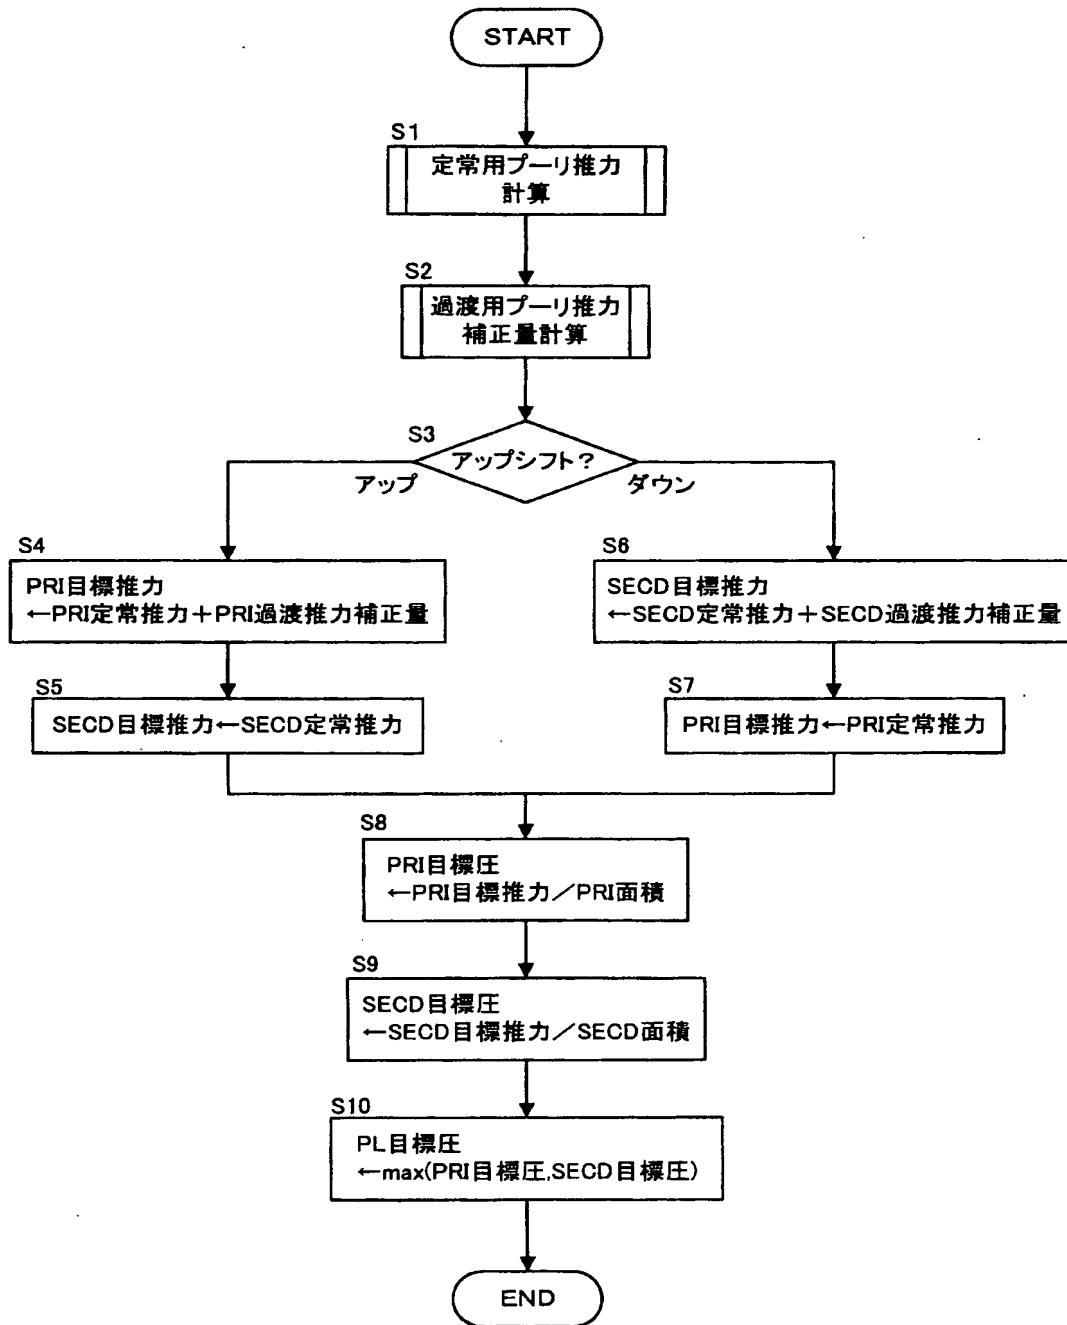 START
S1
定常用プーリ推力
計算
S2
過渡用プーリ推力
補正量計算
S3
アップシフト？
アップ
ダウン
S4
PRI目標推力
←PRI定常推力＋PRI過渡推力補正量
S6
SECD目標推力
←SECD定常推力＋SECD過渡推力補正量
S5
SECD目標推力←SECD定常推力
S7
PRI目標推力←PRI定常推力
S8
PRI目標圧
←PRI目標推力／PRI面積
S9
SECD目標圧
←SECD目標推力／SECD面積
S10
PL目標圧
←max(PRI目標圧,SECD目標圧)
END